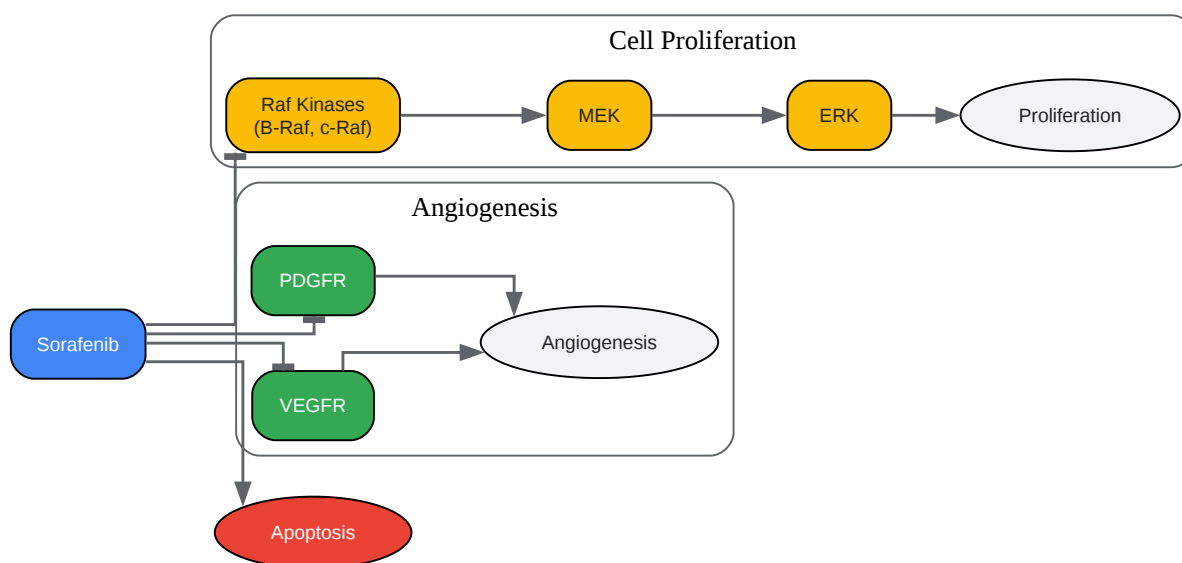 Cell Proliferation
Raf Kinases
(B-Raf, c-Raf)
MEK
ERK
Proliferation
Angiogenesis
PDGFR
Sorafenib
Angiogenesis
VEGFR
Apoptosis